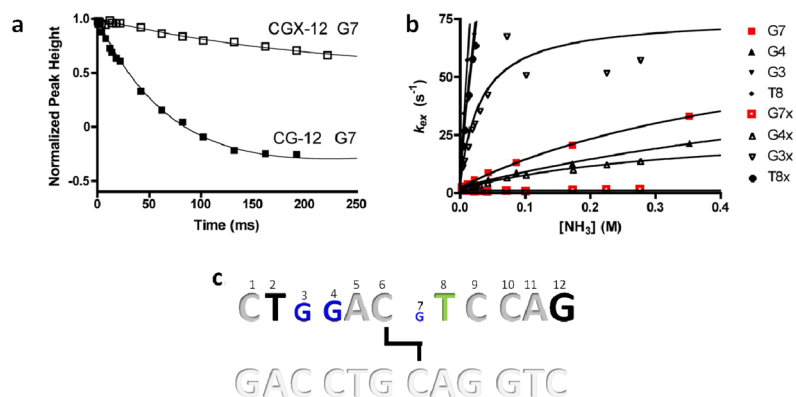 a
CGX-12 G7
CG-12 G7
Normalized Peak Height
1.0
0.5
0
-0.5
0 50 100 150 200 250
Time (ms)
b
kex (s-1)
75
50
25
0
0.0 0.1 0.2 0.3 0.4
[NH3] (M)
G7
G4
G3
T8
G7x
G4x
G3x
T8x
c
1 2 3 4 5 6 7 8 9 10 11 12
CTGGAC GTCCAG
GAC CTG CAG GTC